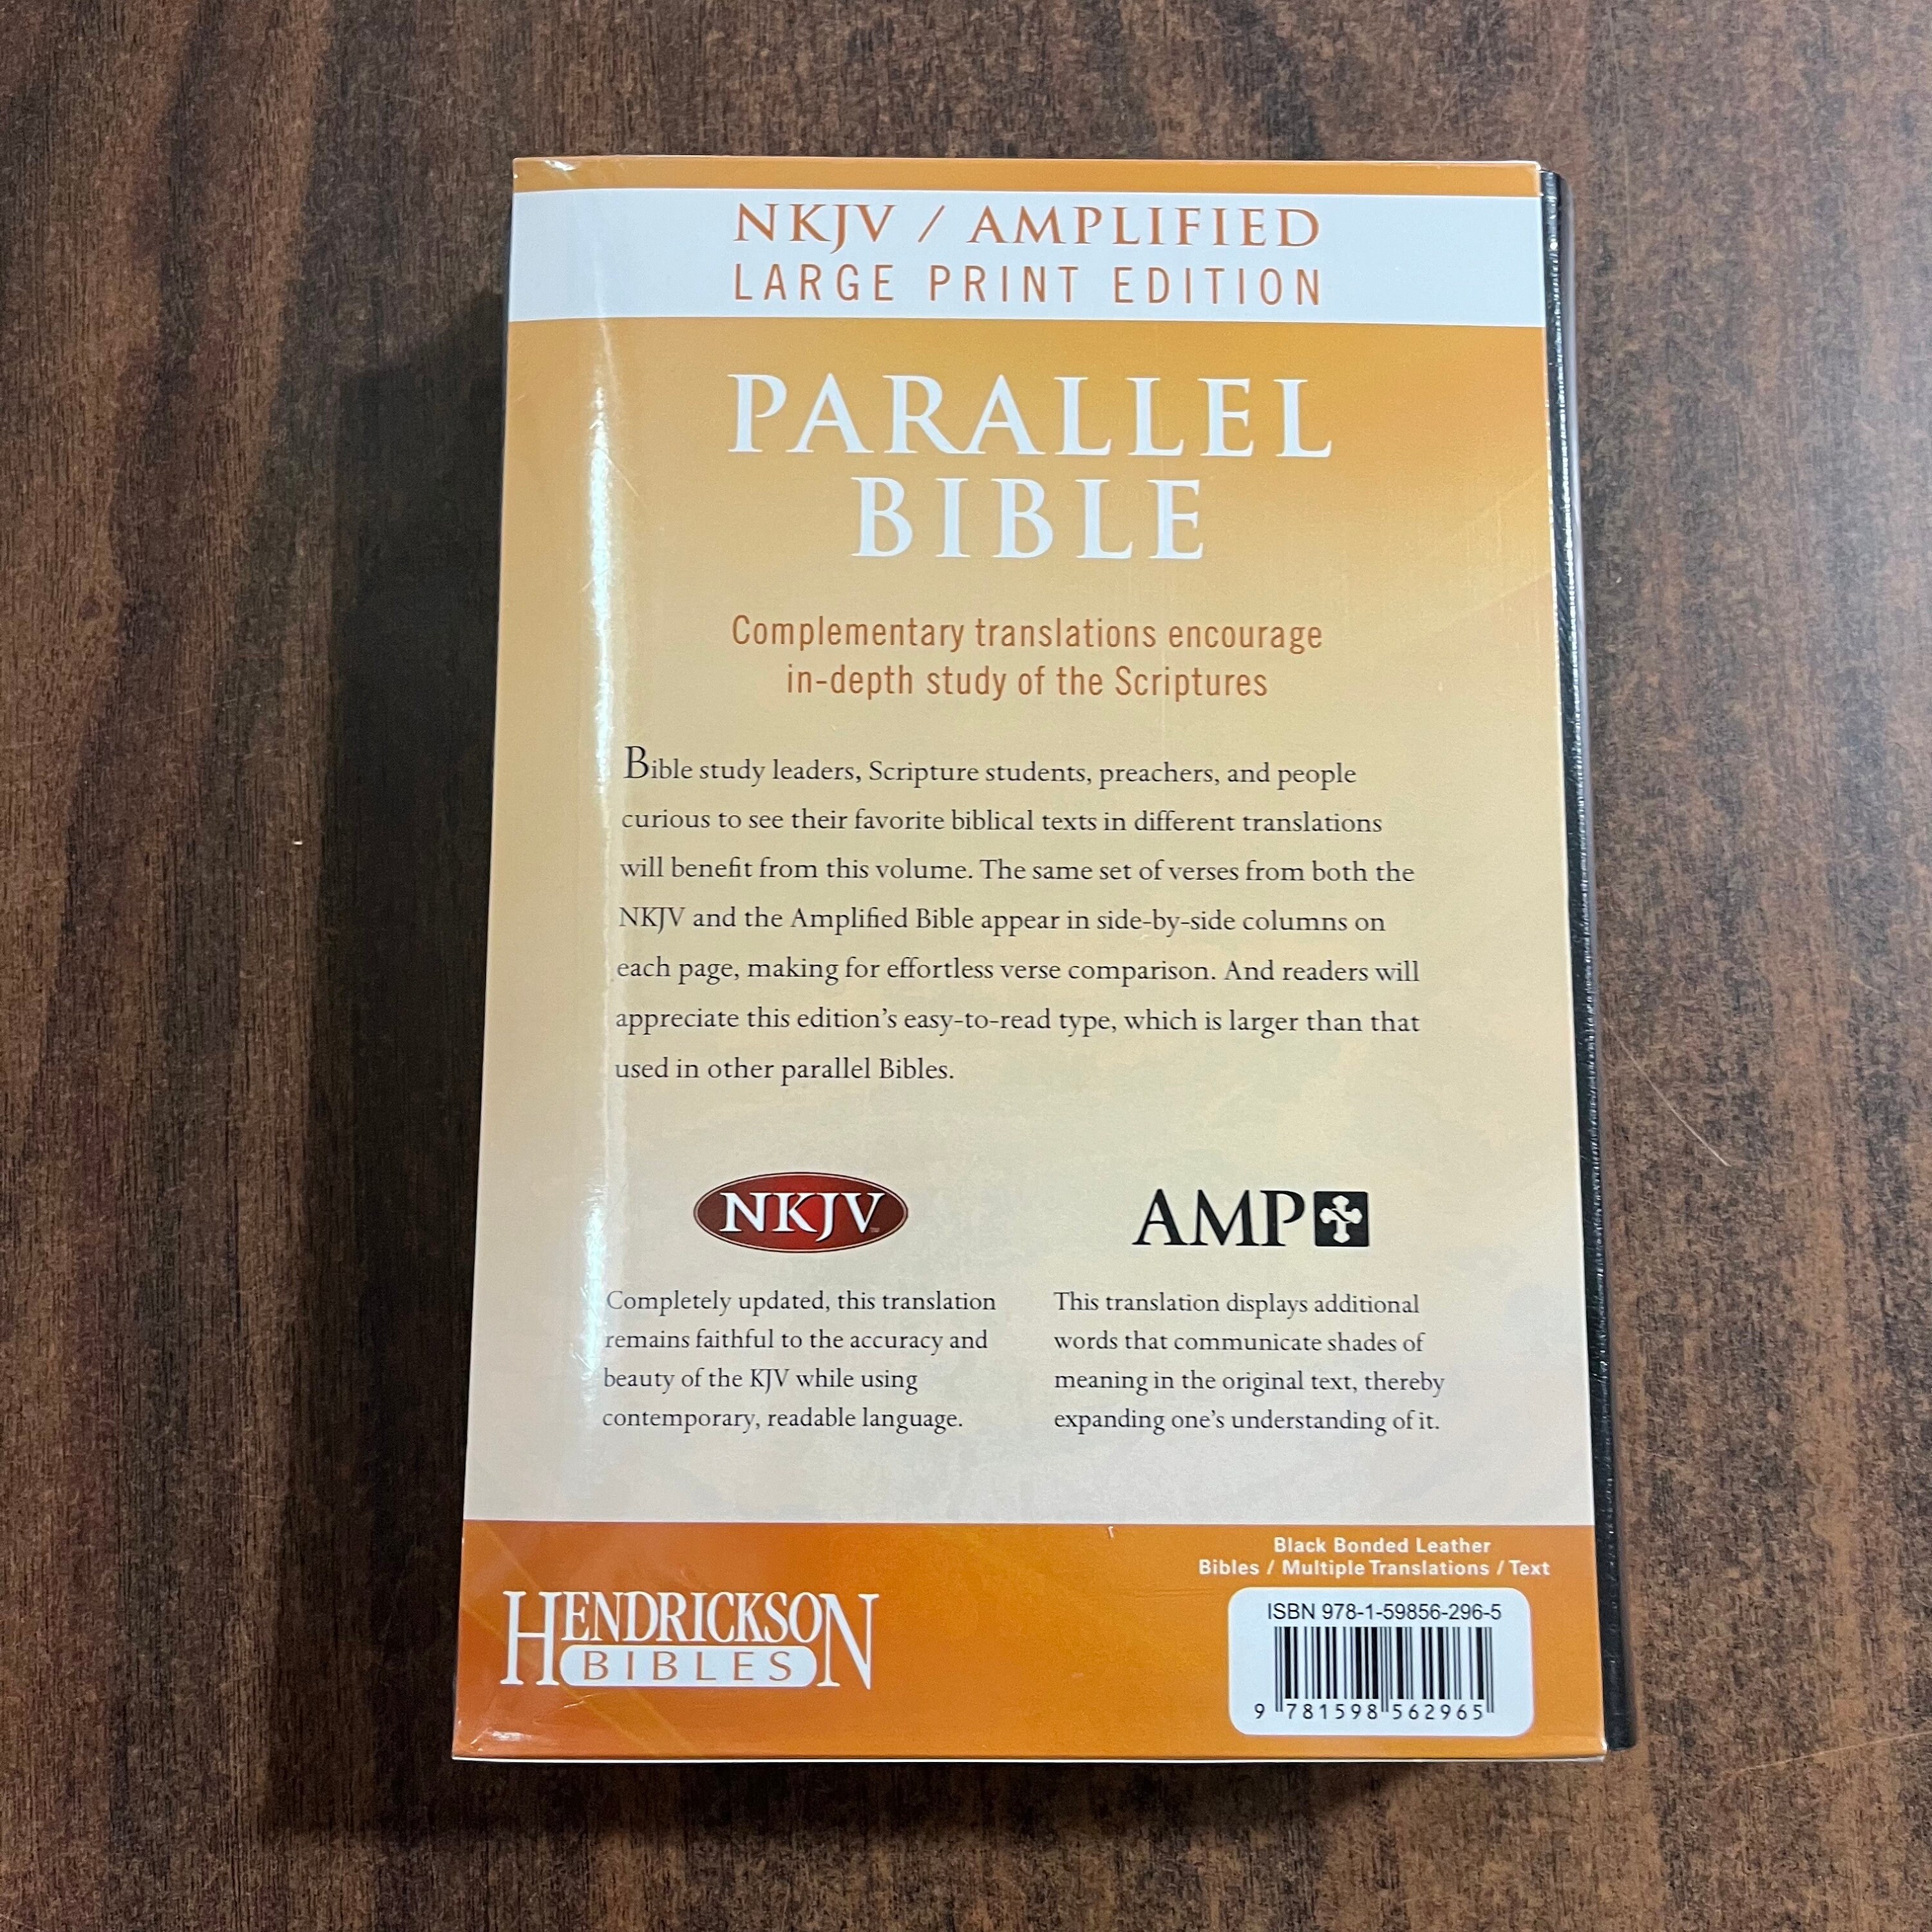 NKJV / AMPLIFIED
LARGE PRINT EDITION
PARALLEL
BIBLE
Complementary translations encourage
in-depth study of the Scriptures
Bible study leaders, Scripture students, preachers, and people
curious to see their favorite biblical texts in different translations
will benefit from this volume. The same set of verses from both the
NKJV and the Amplified Bible appear in side-by-side columns on
each page, making for effortless verse comparison. And readers will
appreciate this edition's easy-to-read type, which is larger than that
used in other parallel Bibles.
NKJV™
Completely updated, this translation
remains faithful to the accuracy and
beauty of the KJV while using
contemporary, readable language.
AMP
This translation displays additional
words that communicate shades of
meaning in the original text, thereby
expanding one's understanding of it.
HENDRICKSON
BIBLES
Black Bonded Leather
Bibles / Multiple Translations / Text
ISBN 978-1-59856-296-5
9 781598 562965